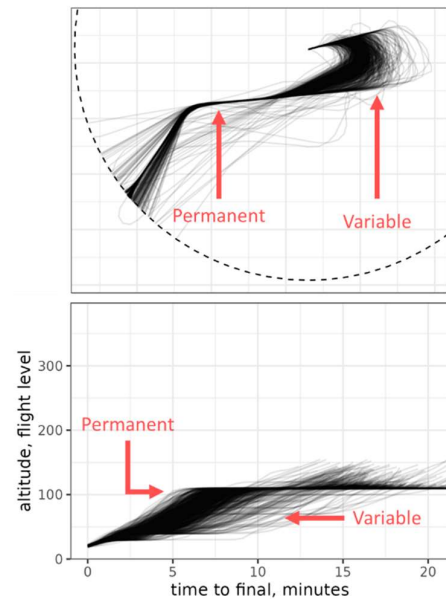 Permanent
Variable
altitude, flight level
300
200
100
0
Permanent
Variable
0
5
10
15
20
time to final, minutes